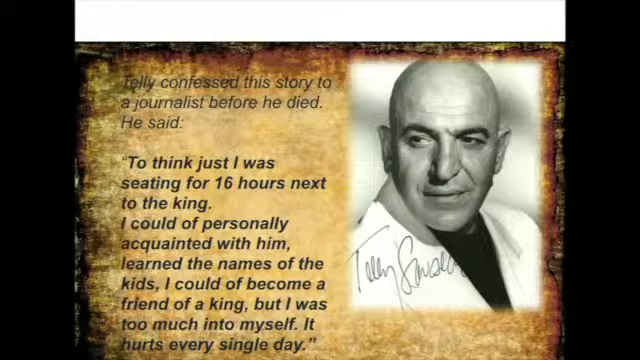 Telly confessed this story to
a journalist before he died.
He said:
“To think just I was
seating for 16 hours next
to the king.
I could of personally
acquainted with him,
learned the names of the
kids, I could of become a
friend of a king, but I was
too much into myself. It
hurts every single day.”
Telly Savalas